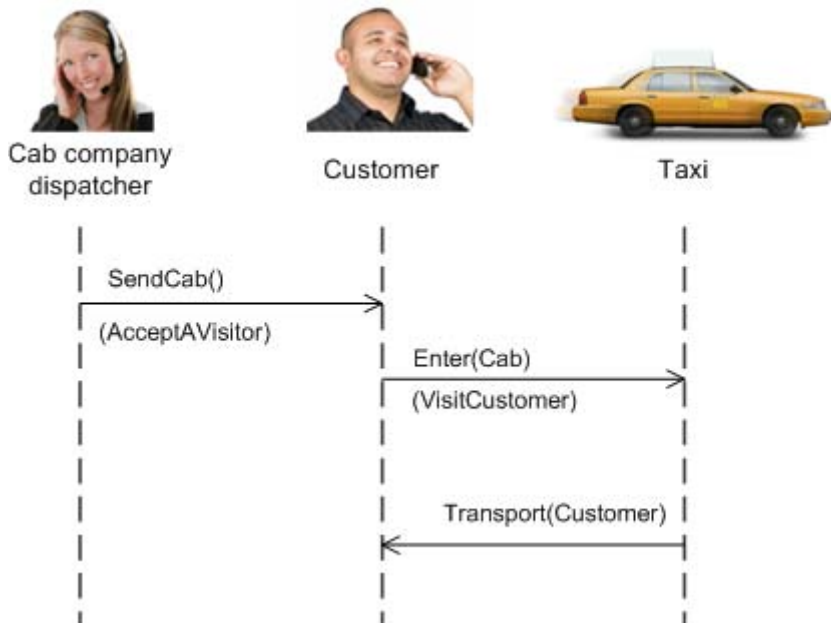 Cab company
dispatcher
Customer
Taxi
SendCab()
(AcceptAVisitor)
Enter(Cab)
(VisitCustomer)
Transport(Customer)